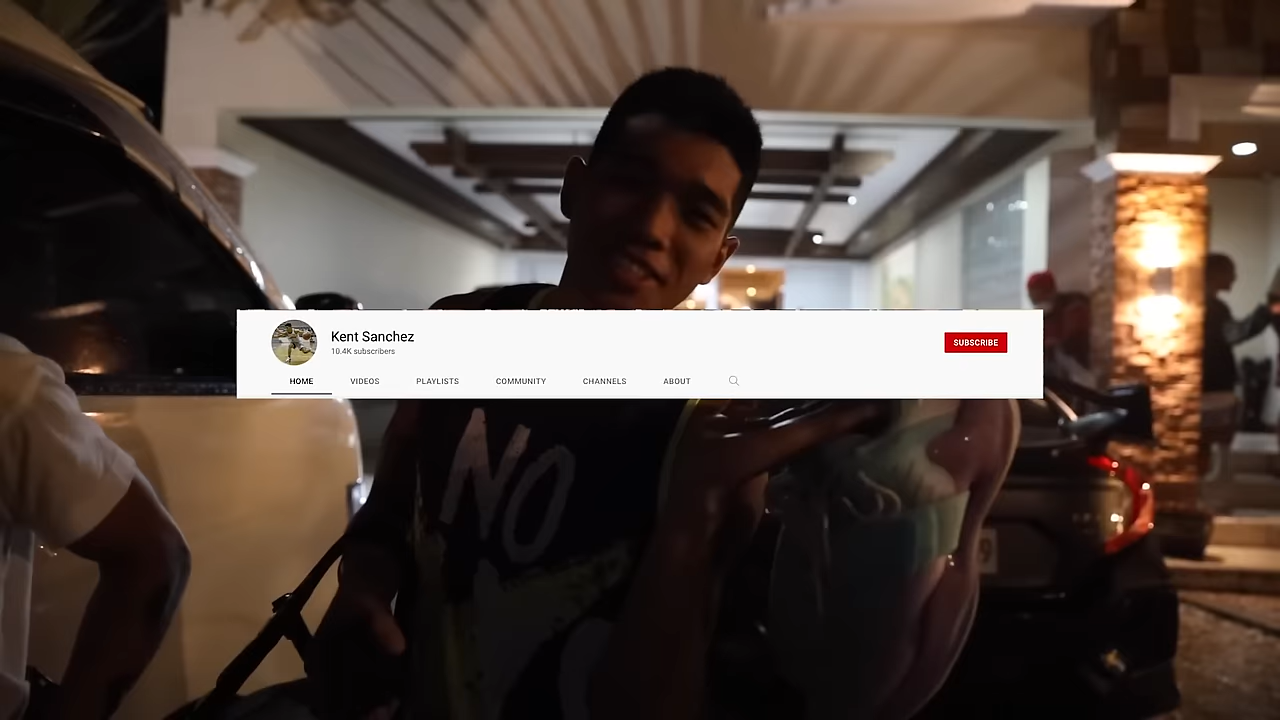 Kent Sanchez
10.4K subscribers
SUBSCRIBE
HOME VIDEOS PLAYLISTS COMMUNITY CHANNELS ABOUT
NO